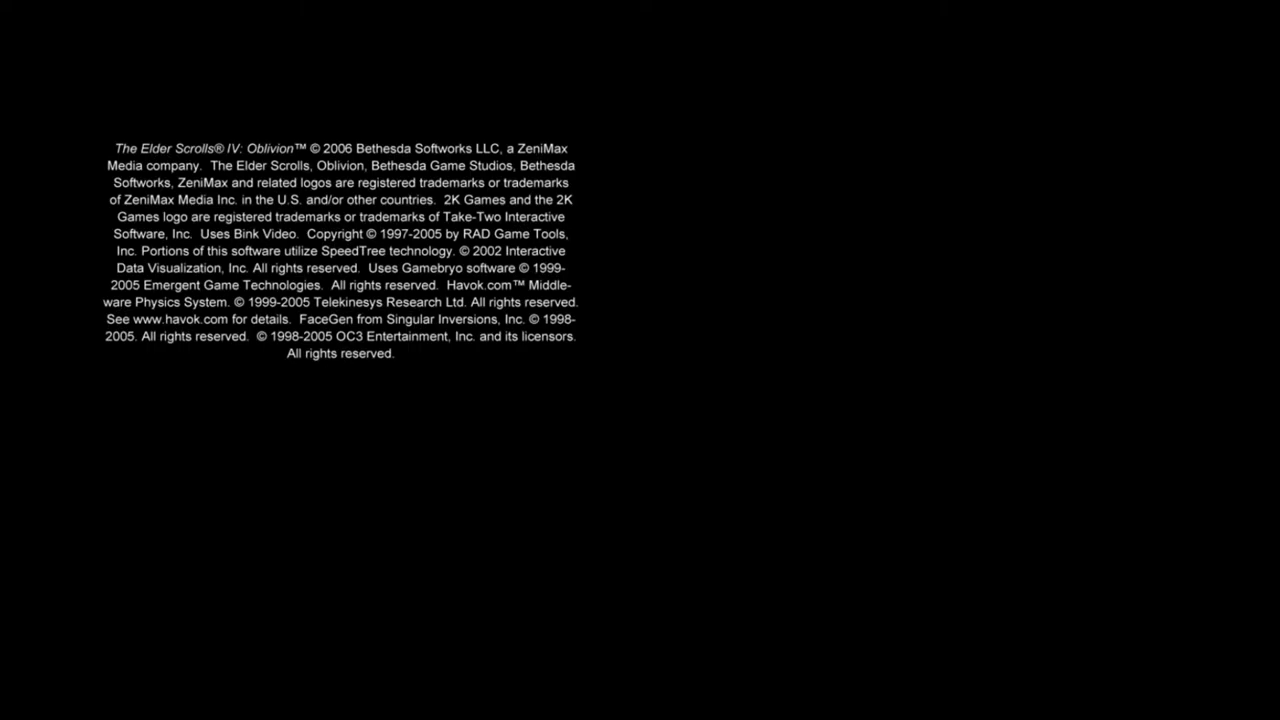 The Elder Scrolls® IV: Oblivion™ © 2006 Bethesda Softworks LLC, a ZeniMax
Media company.  The Elder Scrolls, Oblivion, Bethesda Game Studios, Bethesda
Softworks, ZeniMax and related logos are registered trademarks or trademarks
of ZeniMax Media Inc. in the U.S. and/or other countries.  2K Games and the 2K
Games logo are registered trademarks or trademarks of Take-Two Interactive
Software, Inc.  Uses Bink Video.  Copyright © 1997-2005 by RAD Game Tools,
Inc. Portions of this software utilize SpeedTree technology. © 2002 Interactive
Data Visualization, Inc. All rights reserved.  Uses Gamebryo software © 1999-
2005 Emergent Game Technologies.  All rights reserved.  Havok.com™ Middle-
ware Physics System. © 1999-2005 Telekinesys Research Ltd. All rights reserved.
See www.havok.com for details.  FaceGen from Singular Inversions, Inc. © 1998-
2005. All rights reserved.  © 1998-2005 OC3 Entertainment, Inc. and its licensors.
All rights reserved.